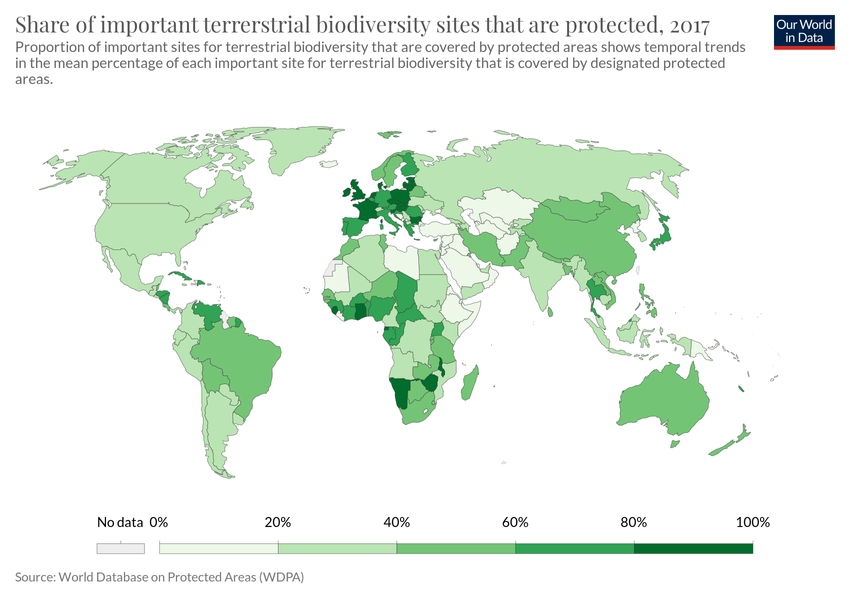 Share of important terrerstrial biodiversity sites that are protected, 2017
Our World
in Data
Proportion of important sites for terrestrial biodiversity that are covered by protected areas shows temporal trends
in the mean percentage of each important site for terrestrial biodiversity that is covered by designated protected
areas.
No data 0% 20% 40% 60% 80% 100%
Source: World Database on Protected Areas (WDPA)